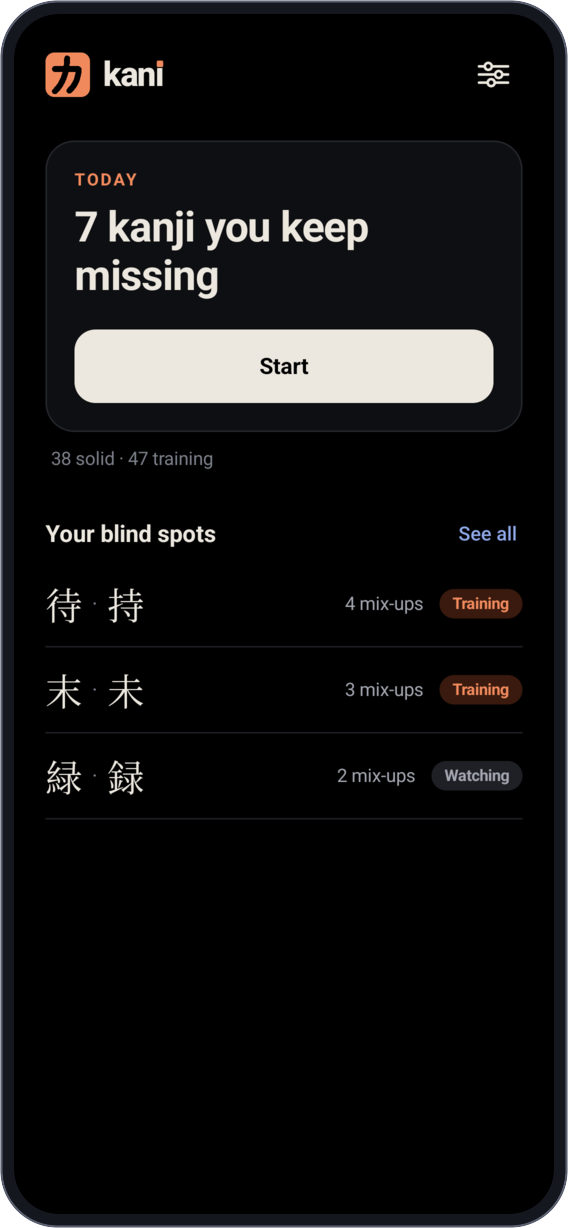 カ kani
TODAY
7 kanji you keep
missing
Start
38 solid · 47 training
Your blind spots See all
待 · 持 4 mix-ups Training
末 · 未 3 mix-ups Training
緑 · 録 2 mix-ups Watching